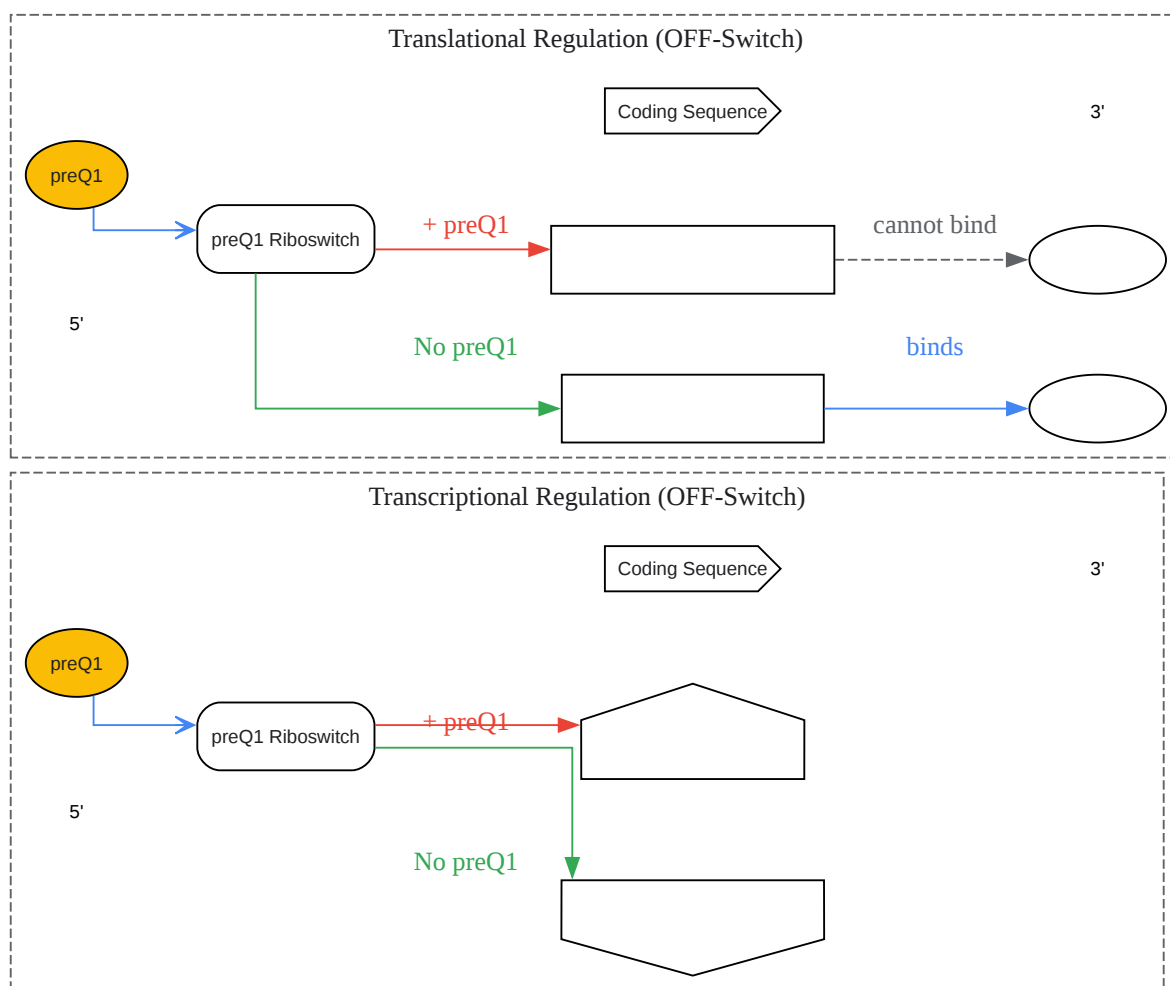 Translational Regulation (OFF-Switch)
Coding Sequence
3'
preQ1
preQ1 Riboswitch
+ preQ1
cannot bind
5'
No preQ1
binds
Transcriptional Regulation (OFF-Switch)
Coding Sequence
3'
preQ1
preQ1 Riboswitch
+ preQ1
5'
No preQ1